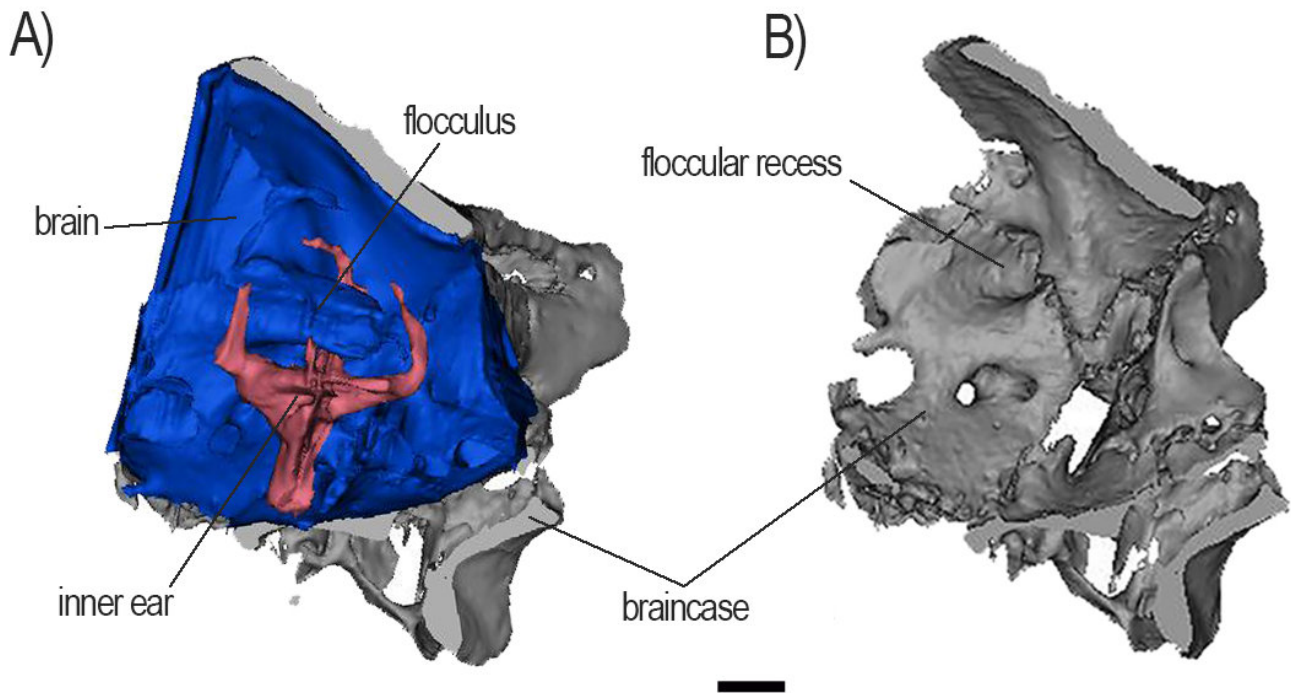 A)
B)
flocculus
floccular recess
brain
inner ear
braincase